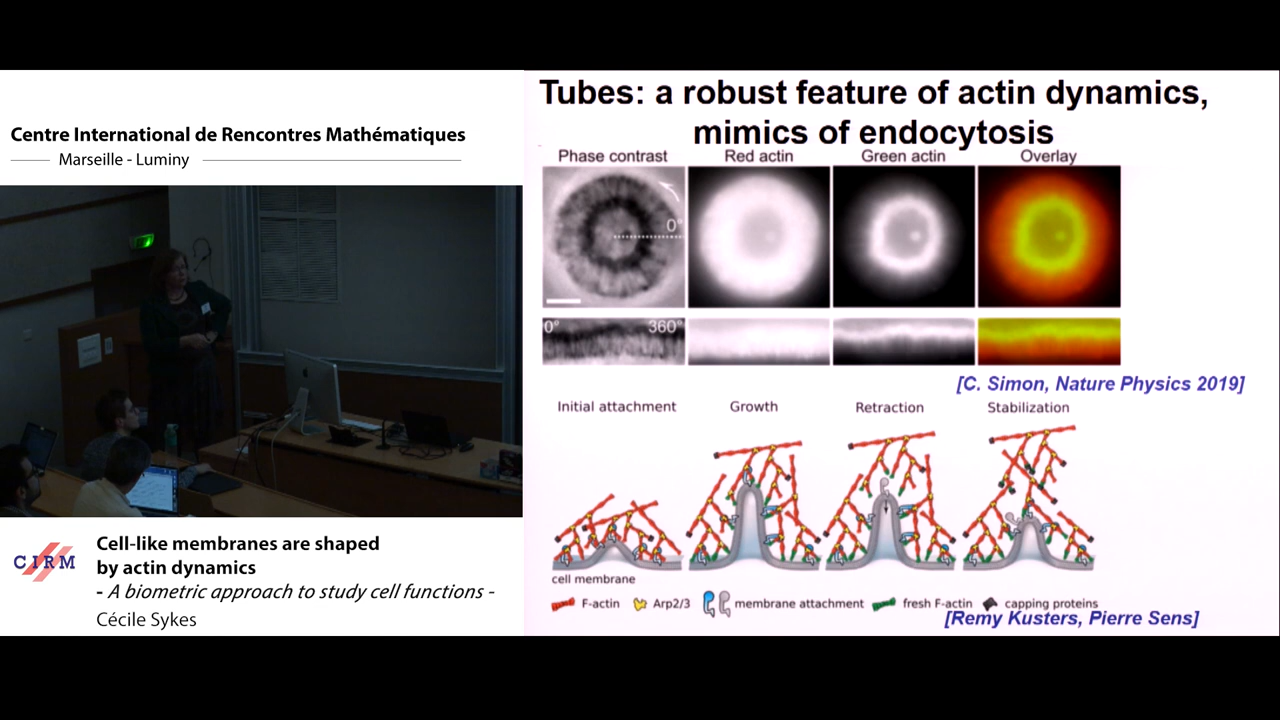 Centre International de Rencontres Mathématiques
Marseille - Luminy
CIRM
Cell-like membranes are shaped
by actin dynamics
- A biometric approach to study cell functions -
Cécile Sykes
Tubes: a robust feature of actin dynamics,
mimics of endocytosis
Phase contrast Red actin Green actin Overlay
0°
0° 360°
[C. Simon, Nature Physics 2019]
Initial attachment Growth Retraction Stabilization
cell membrane
F-actin Arp2/3 membrane attachment fresh F-actin capping proteins
[Remy Kusters, Pierre Sens]